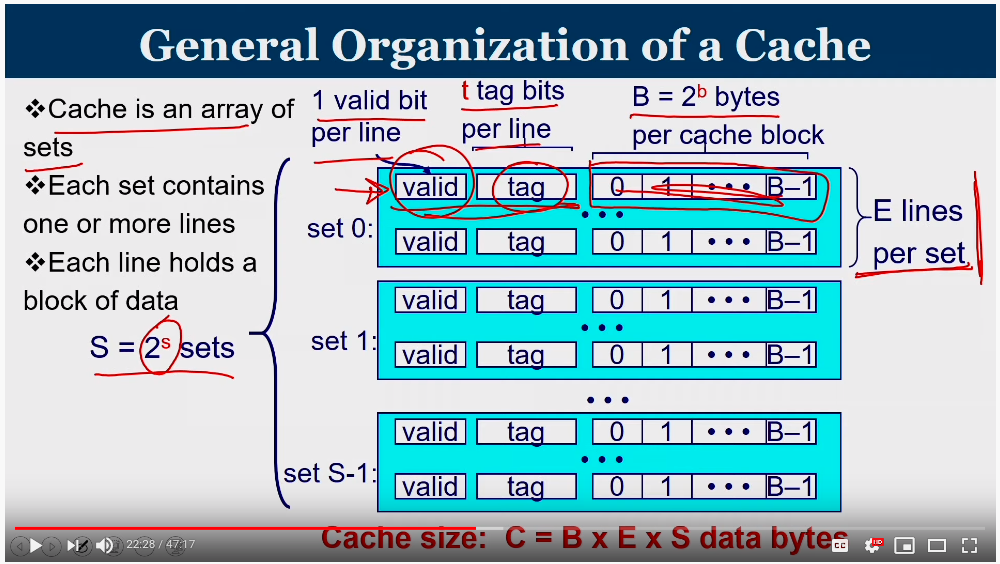 General Organization of a Cache
❖Cache is an array of
sets
❖Each set contains
one or more lines
❖Each line holds a
block of data
S = 2ˢ sets
1 valid bit
per line
t tag bits
per line
B = 2ᵇ bytes
per cache block
set 0:
valid tag 0 1 • • • B–1
• • •
valid tag 0 1 • • • B–1
E lines
per set
set 1:
valid tag 0 1 • • • B–1
• • •
valid tag 0 1 • • • B–1
• • •
set S-1:
valid tag 0 1 • • • B–1
• • •
valid tag 0 1 • • • B–1
Cache size: C = B x E x S data bytes
22:28 / 47:17
CC
HD